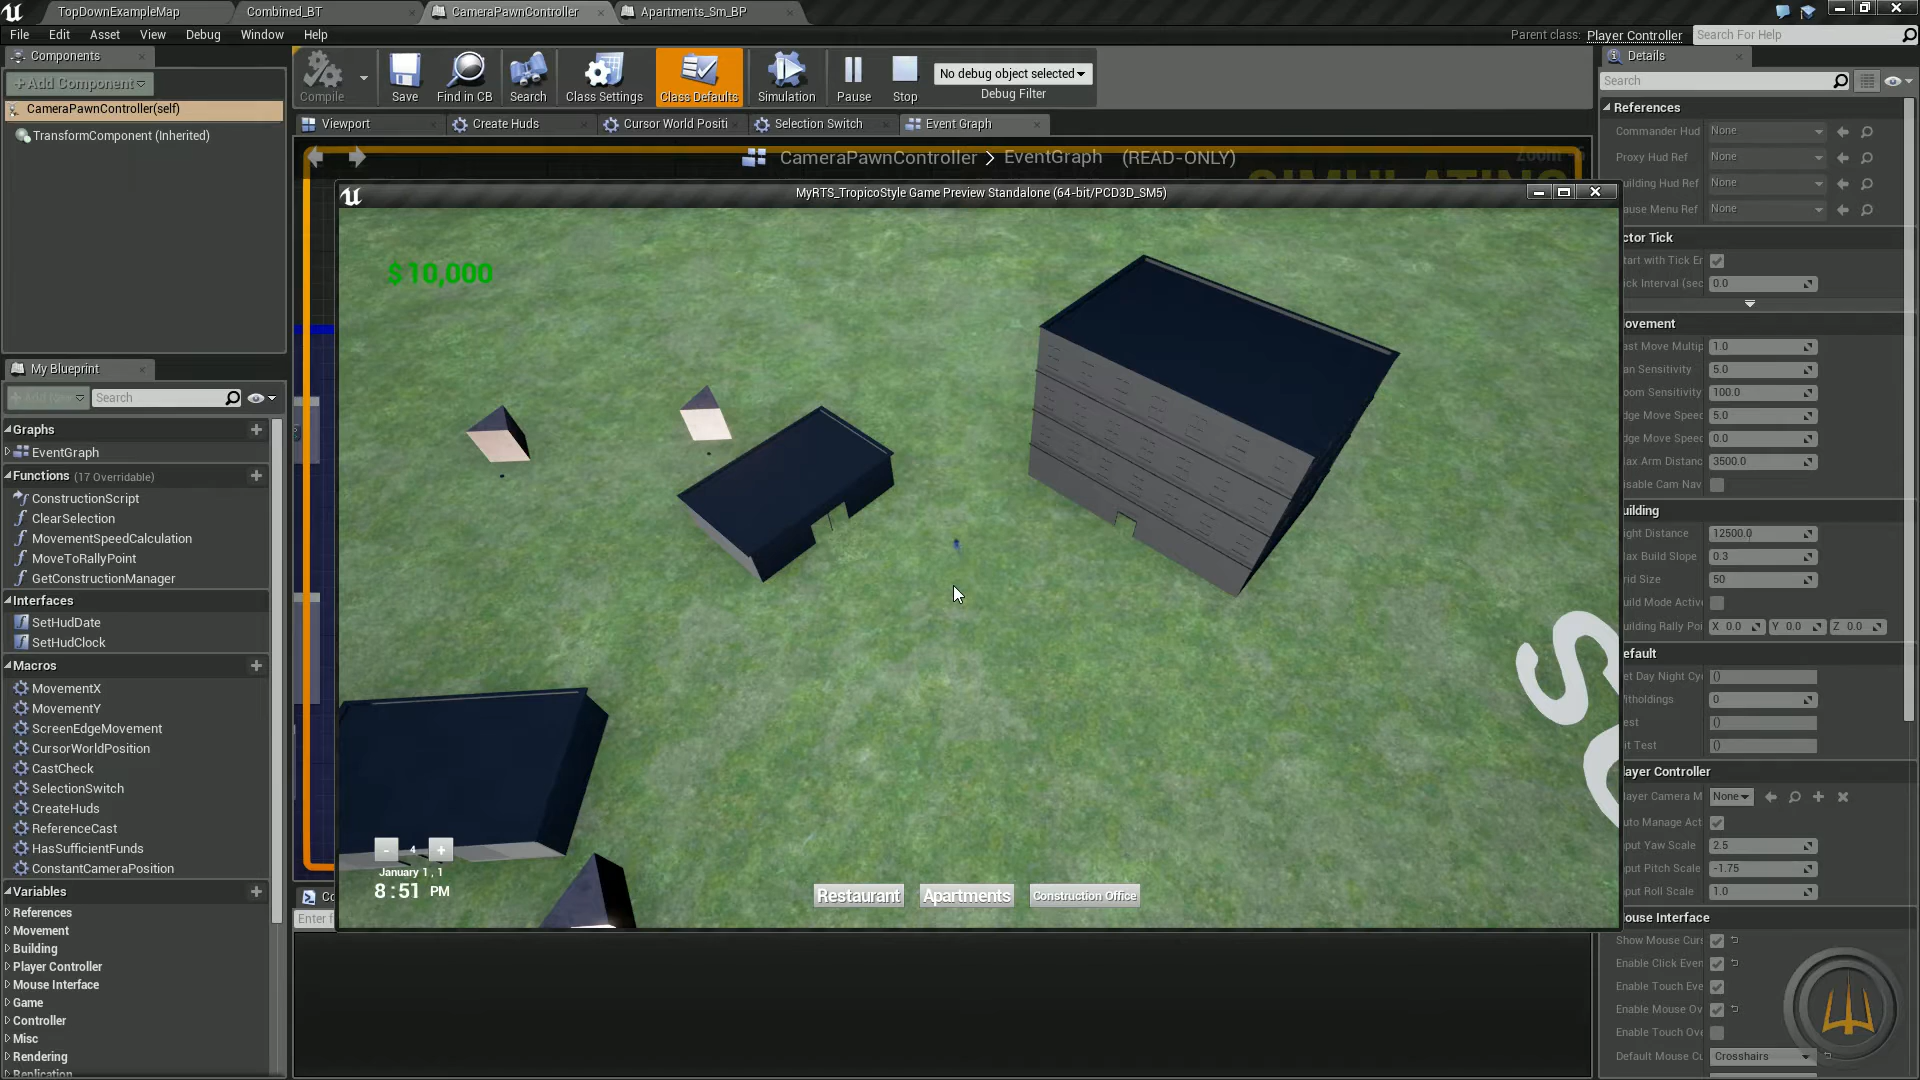 TopDownExampleMap
Combined_BT
CameraPawnController
Apartments_Sm_BP
File Edit Asset View Debug Window Help
Parent class: Player Controller
Search For Help
Components
+Add Component
CameraPawnController(self)
TransformComponent (Inherited)
Compile
Save
Find in CB
Search
Class Settings
Class Defaults
Simulation
Pause
Stop
No debug object selected
Debug Filter
Viewport
Create Huds
Cursor World Positi
Selection Switch
Event Graph
CameraPawnController > EventGraph (READ-ONLY)
MyRTS_TropicoStyle Game Preview Standalone (64-bit/PCD3D_SM5)
$10,000
- 4 +
January 1 , 1
8:51 PM
Restaurant
Apartments
Construction Office
My Blueprint
Search
Graphs
EventGraph
Functions (17 Overridable)
ConstructionScript
ClearSelection
MovementSpeedCalculation
MoveToRallyPoint
GetConstructionManager
Interfaces
SetHudDate
SetHudClock
Macros
MovementX
MovementY
ScreenEdgeMovement
CursorWorldPosition
CastCheck
SelectionSwitch
CreateHuds
ReferenceCast
HasSufficientFunds
ConstantCameraPosition
Variables
References
Movement
Building
Player Controller
Mouse Interface
Game
Controller
Misc
Rendering
Replication
Details
Search
References
Commander Hud None
Proxy Hud Ref None
uilding Hud Ref None
ause Menu Ref None
ctor Tick
tart with Tick En
ick Interval (sec 0.0
ovement
ast Move Multip 1.0
an Sensitivity 5.0
oom Sensitivity 100.0
dge Move Speed 5.0
dge Move Speed 0.0
ax Arm Distanc 3500.0
isable Cam Nav
uilding
ight Distance 12500.0
ax Build Slope 0.3
rid Size 50
uild Mode Active
uilding Rally Poi X 0.0 Y 0.0 Z 0.0
efault
et Day Night Cy ()
itholdings 0
est ()
it Test ()
layer Controller
layer Camera M None
uto Manage Act
nput Yaw Scale 2.5
nput Pitch Scale -1.75
nput Roll Scale 1.0
ouse Interface
Show Mouse Curs
Enable Click Even
Enable Touch Eve
Enable Mouse Ov
Enable Touch Ove
Default Mouse Cu Crosshairs